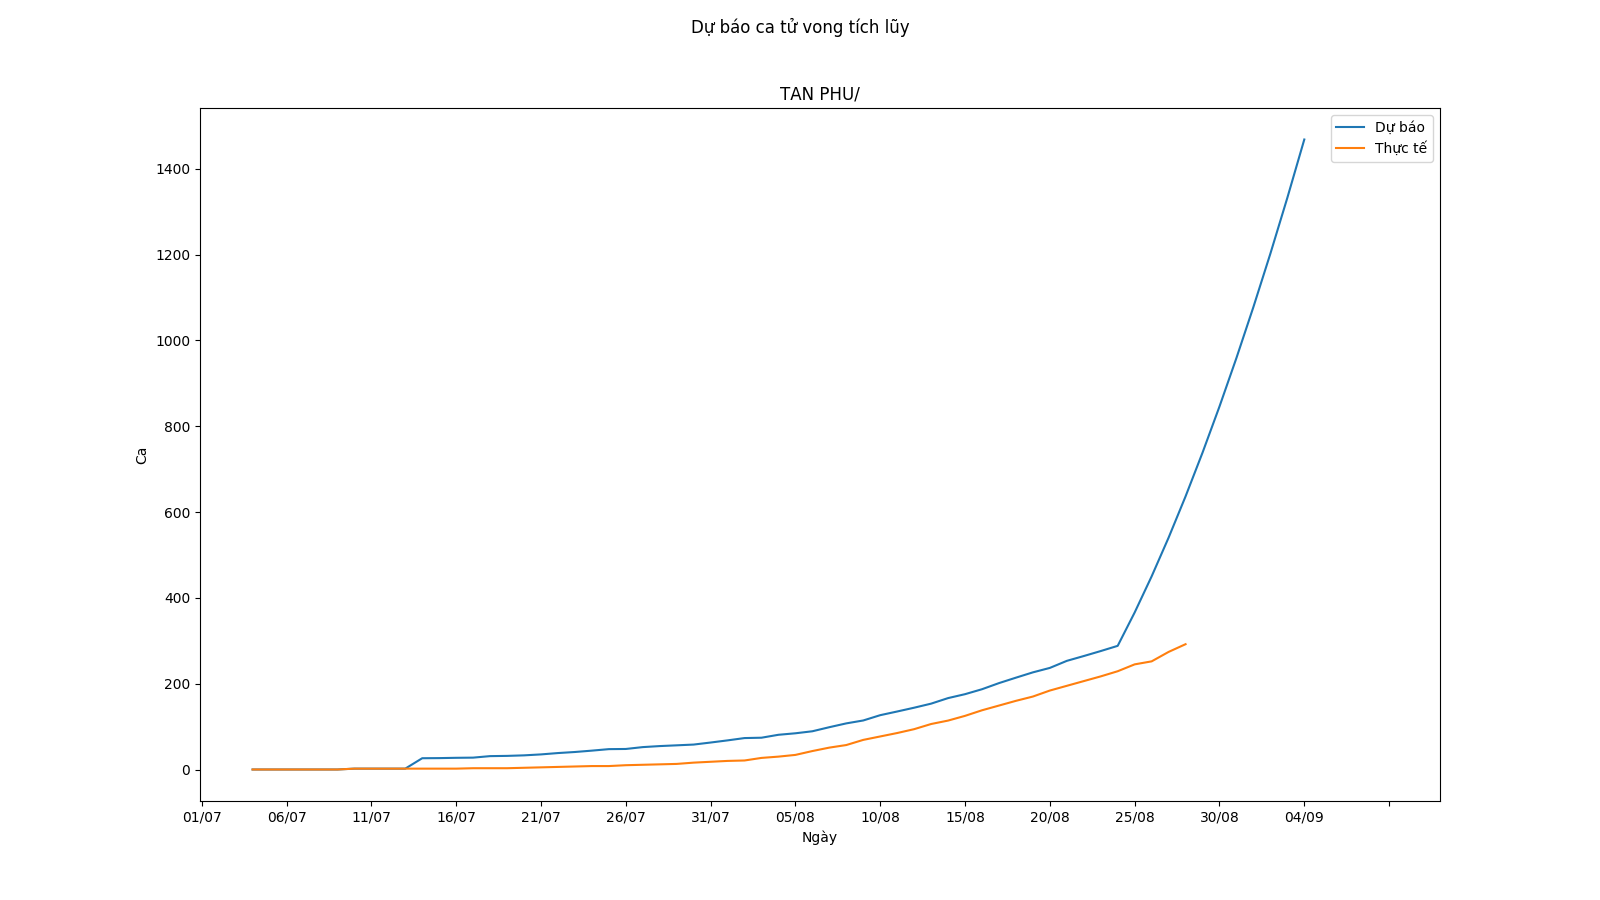 Dự báo ca tử vong tích lũy
TAN PHU/
Dự báo
Thực tế
1400
1200
1000
800
600
400
200
0
Ca
01/07 06/07 11/07 16/07 21/07 26/07 31/07 05/08 10/08 15/08 20/08 25/08 30/08 04/09
Ngày